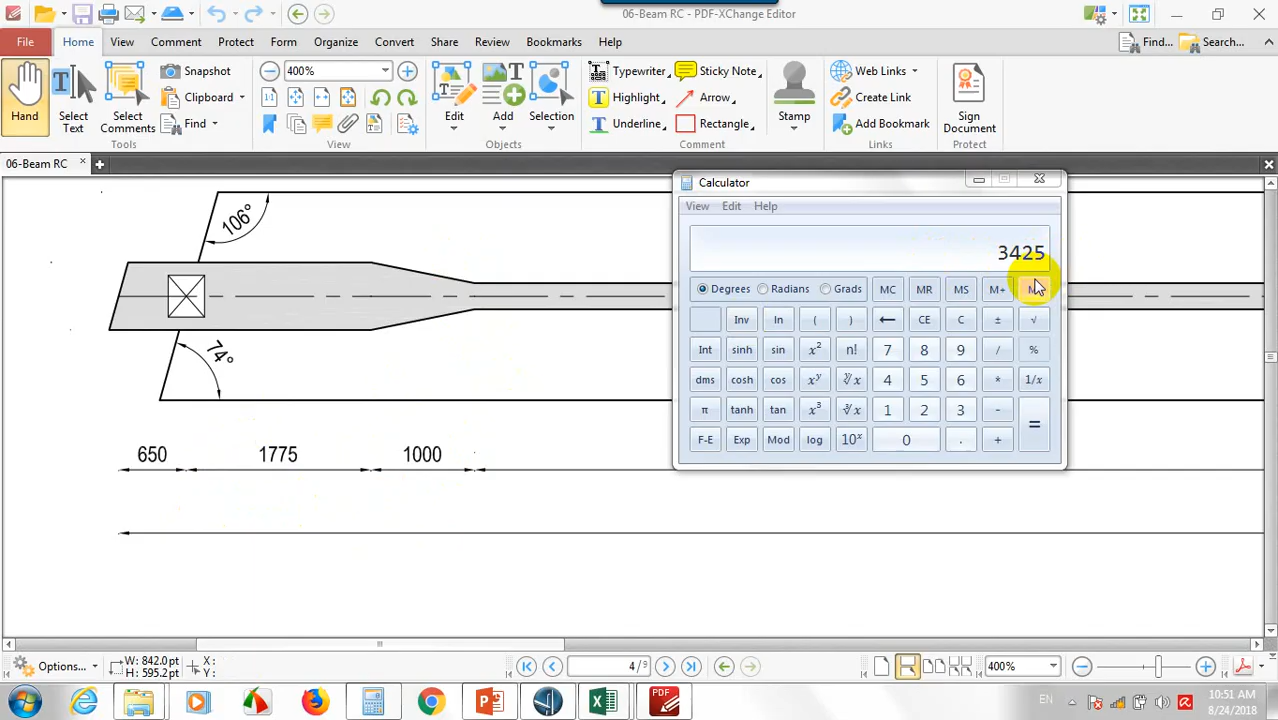 06-Beam RC - PDF-XChange Editor
File Home View Comment Protect Form Organize Convert Share Review Bookmarks Help Find... Search...
Hand
Select Text
Select Comments
Snapshot
Clipboard
Find
Tools
400%
View
Edit
Add
Selection
Objects
Typewriter
Highlight
Underline
Sticky Note
Arrow
Rectangle
Stamp
Comment
Web Links
Create Link
Add Bookmark
Links
Sign Document
Protect
06-Beam RC
Calculator
View Edit Help
3425
Degrees Radians Grads MC MR MS M+ M
Inv ln ( ) ← CE C ± √
Int sinh sin x² n! 7 8 9 / %
dms cosh cos xʸ ʸ√x 4 5 6 * 1/x
π tanh tan x³ ³√x 1 2 3 - =
F-E Exp Mod log 10ˣ 0 . +
106°
74°
650 1775 1000
Options... W: 842.0pt H: 595.2pt X: Y: 4 / 9 400%
EN
10:51 AM
8/24/2018
PDF